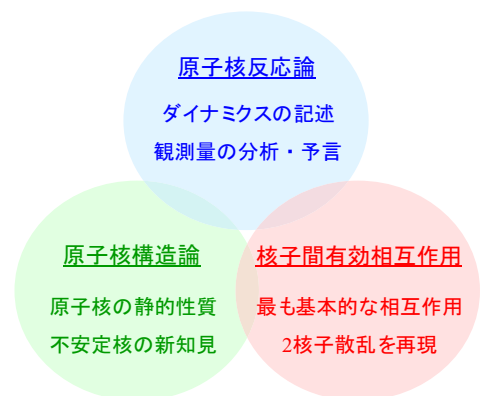 原子核反応論
ダイナミクスの記述
観測量の分析・予言
原子核構造論
原子核の静的性質
不安定核の新知見
核子間有効相互作用
最も基本的な相互作用
2核子散乱を再現